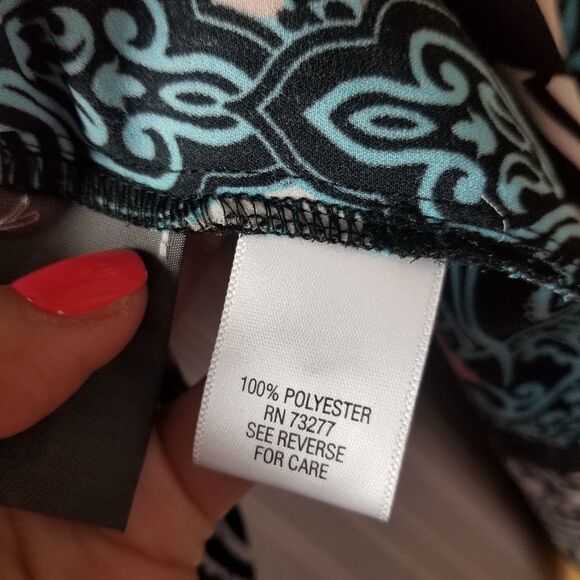 100% POLYESTER
RN 73277
SEE REVERSE
FOR CARE